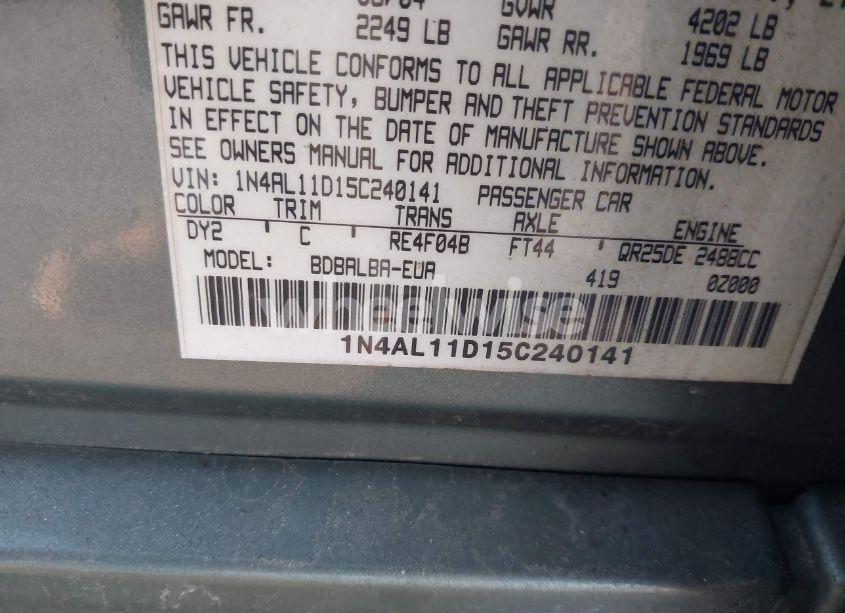 GVWR 4202 LB
GAWR FR. 2249 LB GAWR RR. 1969 LB
THIS VEHICLE CONFORMS TO ALL APPLICABLE FEDERAL MOTOR
VEHICLE SAFETY, BUMPER AND THEFT PREVENTION STANDARDS
IN EFFECT ON THE DATE OF MANUFACTURE SHOWN ABOVE.
SEE OWNERS MANUAL FOR ADDITIONAL INFORMATION.
VIN: 1N4AL11D15C240141 PASSENGER CAR
COLOR TRIM TRANS AXLE ENGINE
DY2 C RE4F04B FT44 QR25DE 2488CC
MODEL: BDBALBA-EUA 419 0Z000
wheelwise
1N4AL11D15C240141